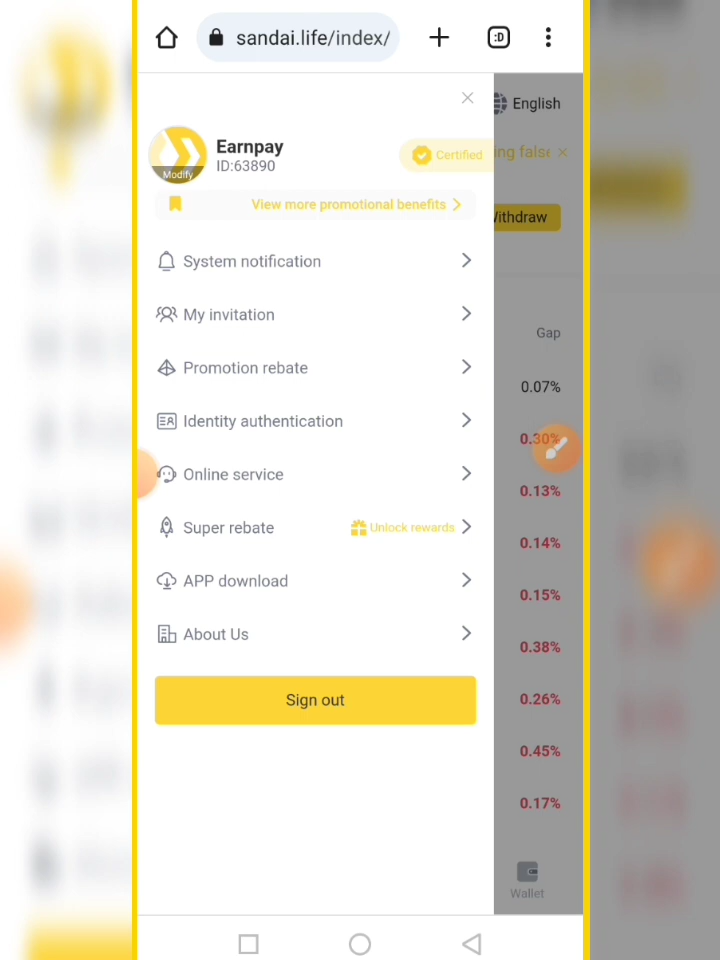 sandai.life/index/
:D
English
Earnpay
ID:63890
Modify
Certified
ing false
View more promotional benefits
Withdraw
System notification
My invitation
Gap
Promotion rebate
0.07%
Identity authentication
0.30%
Online service
0.13%
Super rebate
Unlock rewards
0.14%
APP download
0.15%
About Us
0.38%
Sign out
0.26%
0.45%
0.17%
Wallet